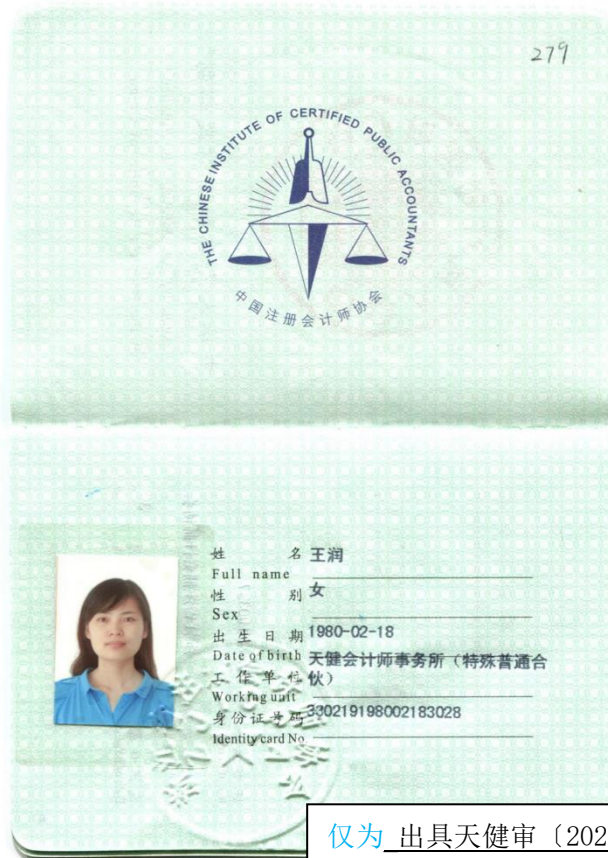 279
THE CHINESE INSTITUTE OF CERTIFIED PUBLIC ACCOUNTANTS
中国注册会计师协会
姓 名 王润
Full name
性 别 女
Sex
出生日期 1980-02-18
Date of birth
天健会计师事务所（特殊普通合
工作单位 伙）
Working unit
身份证号码 330219198002183028
Identity card No.
仅为 出具天健审〔202